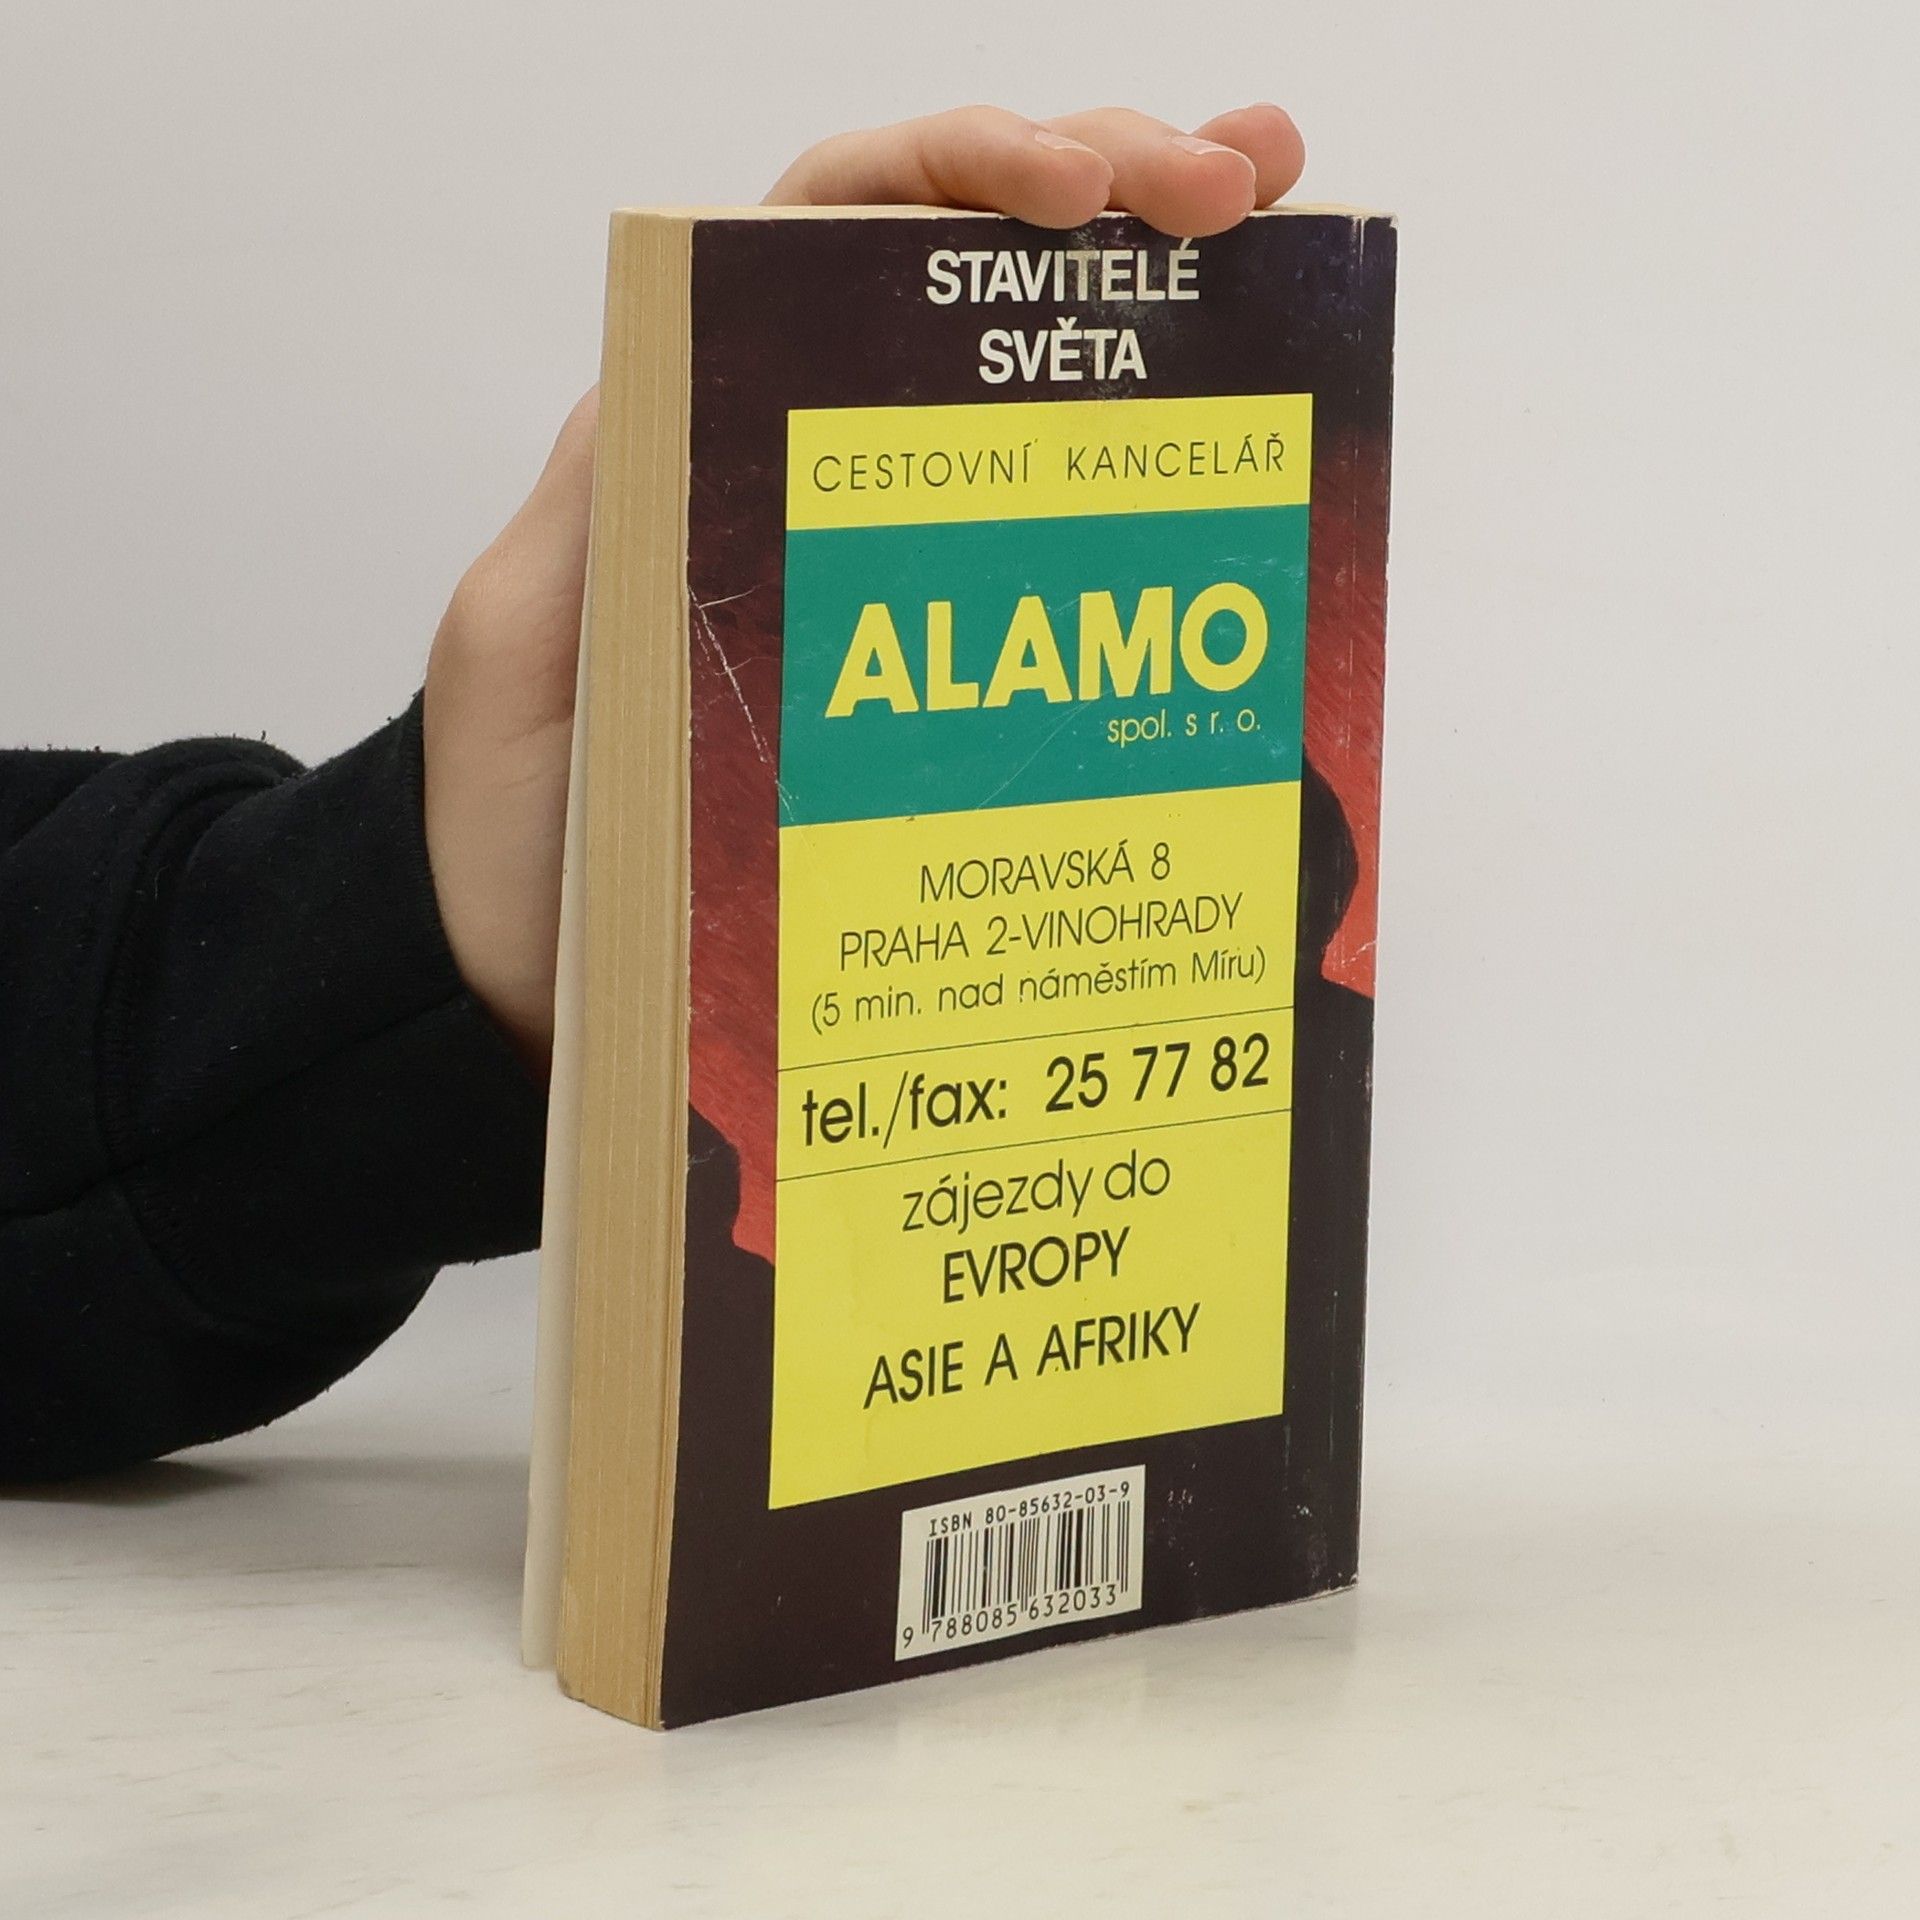 STAVITELÉ
SVĚTA
CESTOVNÍ KANCELÁŘ
ALAMO
spol. s r. o.
MORAVSKÁ 8
PRAHA 2-VINOHRADY
(5 min. nad náměstím Míru)
tel./fax: 25 77 82
zájezdy do
EVROPY
ASIE A AFRIKY
ISBN 80-85632-03-9
9 788085 632033